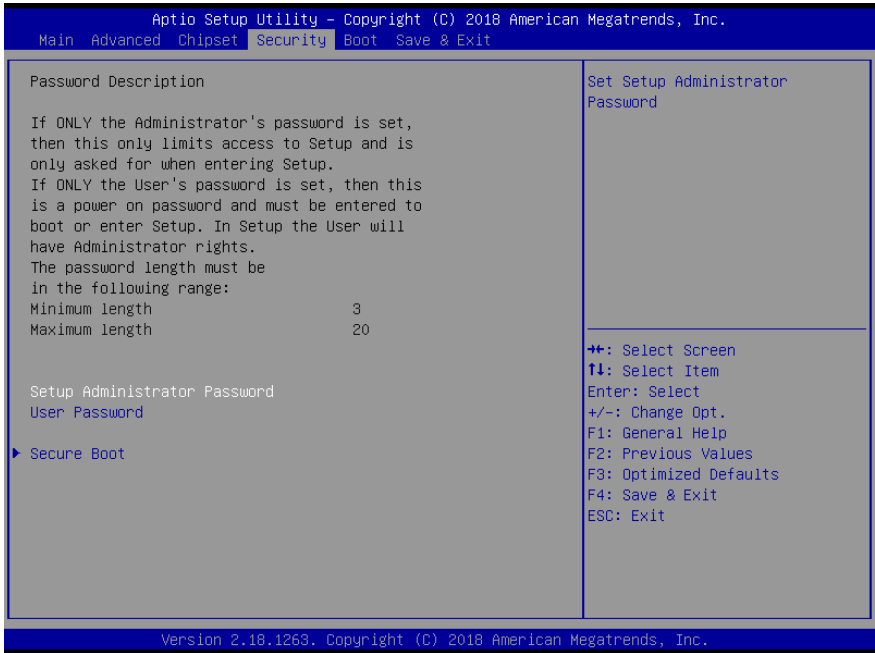 Aptio Setup Utility – Copyright (C) 2018 American Megatrends, Inc.
Main Advanced Chipset Security Boot Save & Exit
Password Description
If ONLY the Administrator's password is set,
then this only limits access to Setup and is
only asked for when entering Setup.
If ONLY the User's password is set, then this
is a power on password and must be entered to
boot or enter Setup. In Setup the User will
have Administrator rights.
The password length must be
in the following range:
Minimum length 3
Maximum length 20
Setup Administrator Password
User Password
Secure Boot
Set Setup Administrator
Password
→←: Select Screen
↑↓: Select Item
Enter: Select
+/-: Change Opt.
F1: General Help
F2: Previous Values
F3: Optimized Defaults
F4: Save & Exit
ESC: Exit
Version 2.18.1263. Copyright (C) 2018 American Megatrends, Inc.